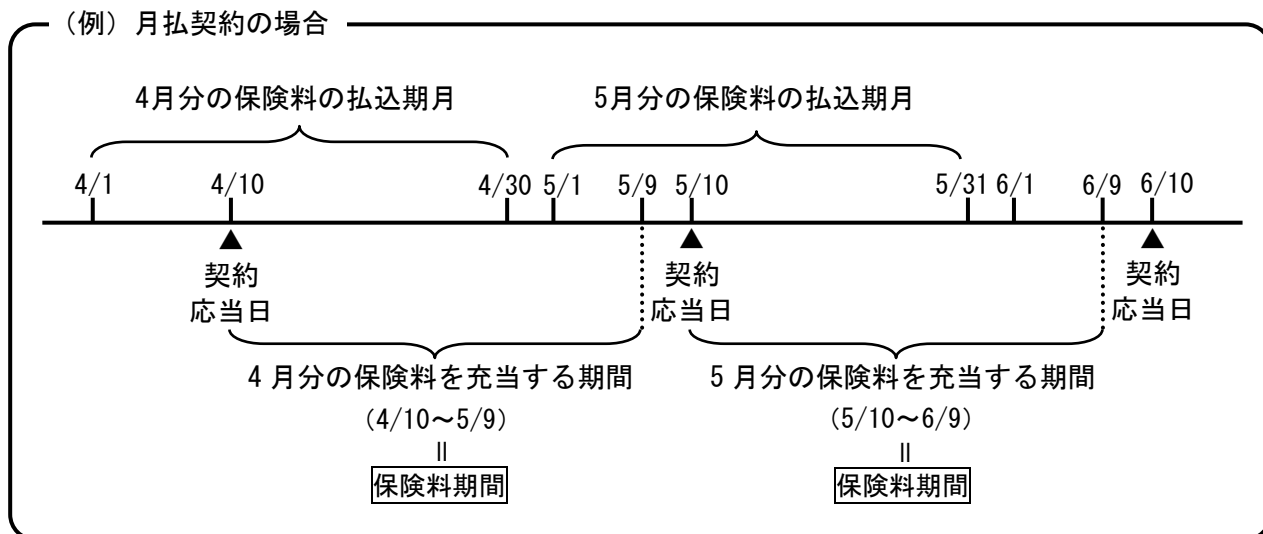 （例）月払契約の場合
4月分の保険料の払込期月 5月分の保険料の払込期月
4/1 4/10 4/30 5/1 5/9 5/10 5/31 6/1 6/9 6/10
▲ ▲ ▲
契約 契約 契約
応当日 応当日 応当日
4月分の保険料を充当する期間 5月分の保険料を充当する期間
（4/10～5/9） （5/10～6/9）
＝ ＝
保険料期間 保険料期間